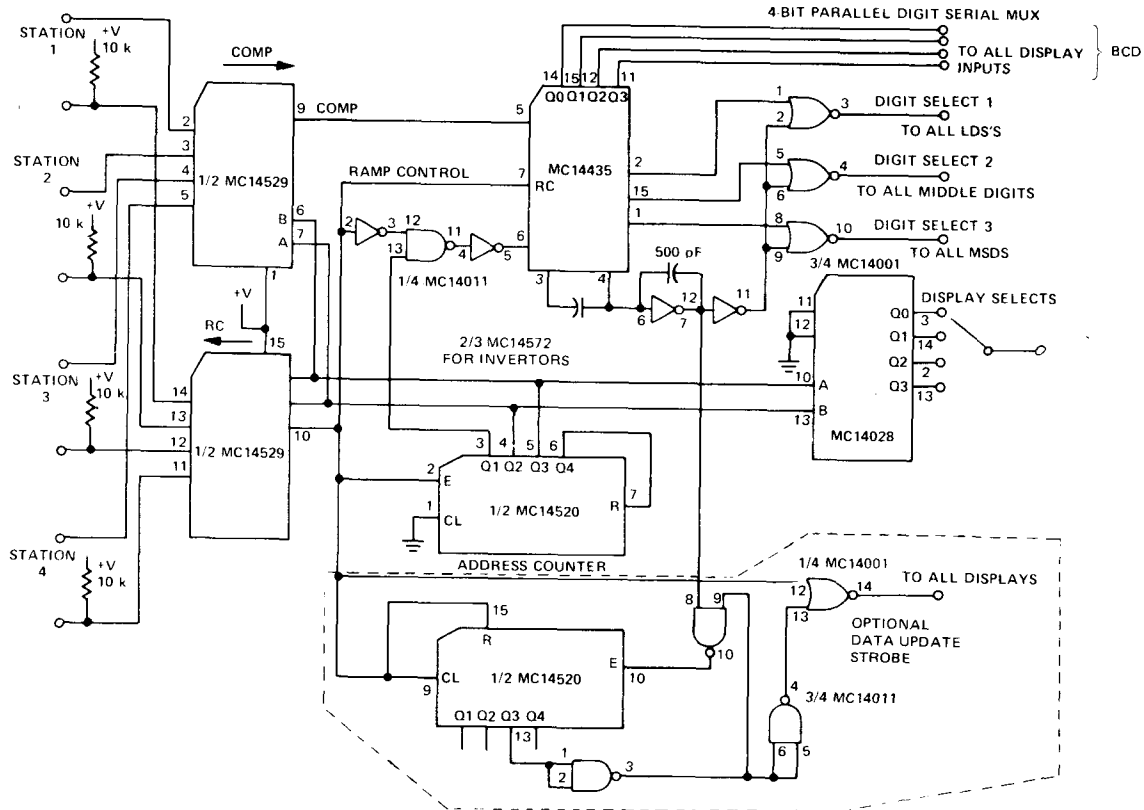 4-BIT PARALLEL DIGIT SERIAL MUX
TO ALL DISPLAY
INPUTS
BCD
STATION
1
+V
10 k
COMP
9 COMP
2
3
4
5
6
7
B
A
1
1/2 MC14529
STATION
2
+V
10 k
RAMP CONTROL
14 15 12 11
Q0 Q1 Q2 Q3
5
7
RC
6
MC14435
2
15
1
3
4
1
2
3
DIGIT SELECT 1
TO ALL LDS'S
5
6
4
DIGIT SELECT 2
TO ALL MIDDLE DIGITS
8
9
10
DIGIT SELECT 3
TO ALL MSDS
3/4 MC14001
2
3
12
13
11
4
5
1/4 MC14011
500 pF
6
12
7
11
2/3 MC14572
FOR INVERTORS
+V
RC
15
14
13
12
11
10
1/2 MC14529
STATION
3
+V
10 k
STATION
4
+V
10 k
11
12
10
A
13
B
Q0
3
Q1
14
Q2
2
Q3
13
MC14028
DISPLAY SELECTS
3 4 5 6
Q1 Q2 Q3 Q4
2
E
1
CL
R
7
1/2 MC14520
ADDRESS COUNTER
15
R
9
CL
1/2 MC14520
E
10
Q1 Q2 Q3 Q4
13
1
2
3
8
9
10
1/4 MC14001
12
13
14
TO ALL DISPLAYS
OPTIONAL
DATA UPDATE
STROBE
4
3/4 MC14011
6
5